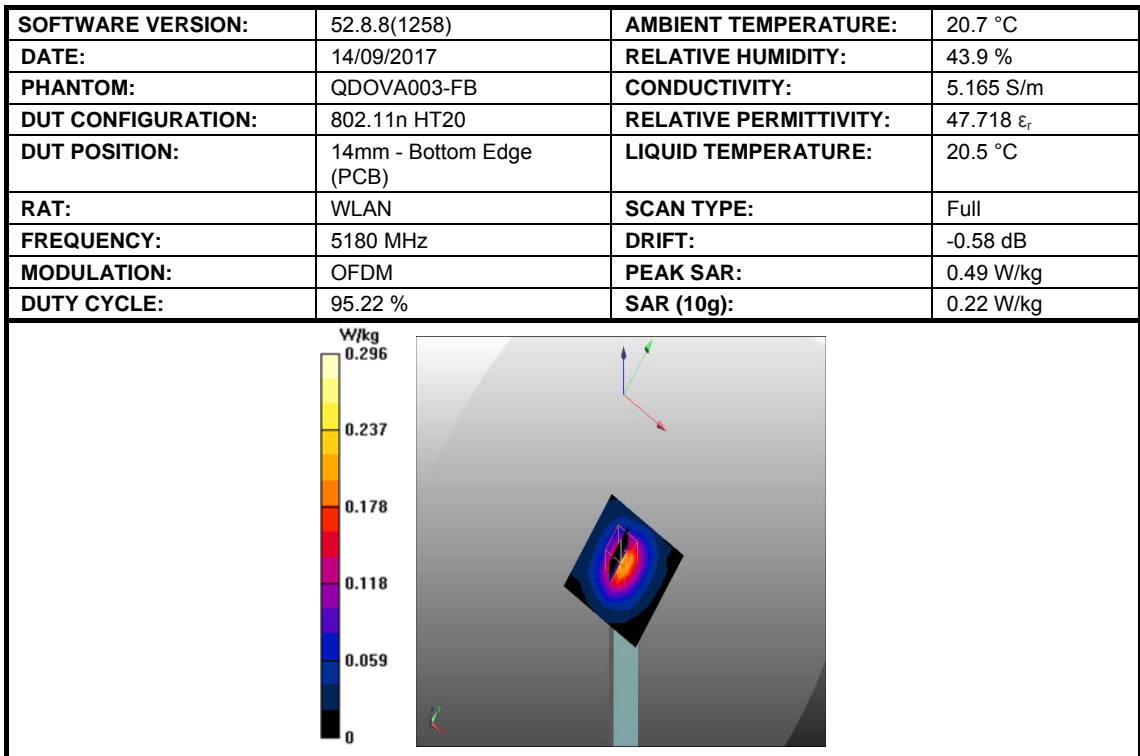 SOFTWARE VERSION: 52.8.8(1258) AMBIENT TEMPERATURE: 20.7 °C
DATE: 14/09/2017 RELATIVE HUMIDITY: 43.9 %
PHANTOM: QDOVA003-FB CONDUCTIVITY: 5.165 S/m
DUT CONFIGURATION: 802.11n HT20 RELATIVE PERMITTIVITY: 47.718 εr
DUT POSITION: 14mm - Bottom Edge LIQUID TEMPERATURE: 20.5 °C
(PCB)
RAT: WLAN SCAN TYPE: Full
FREQUENCY: 5180 MHz DRIFT: -0.58 dB
MODULATION: OFDM PEAK SAR: 0.49 W/kg
DUTY CYCLE: 95.22 % SAR (10g): 0.22 W/kg
W/kg
0.296
0.237
0.178
0.118
0.059
0